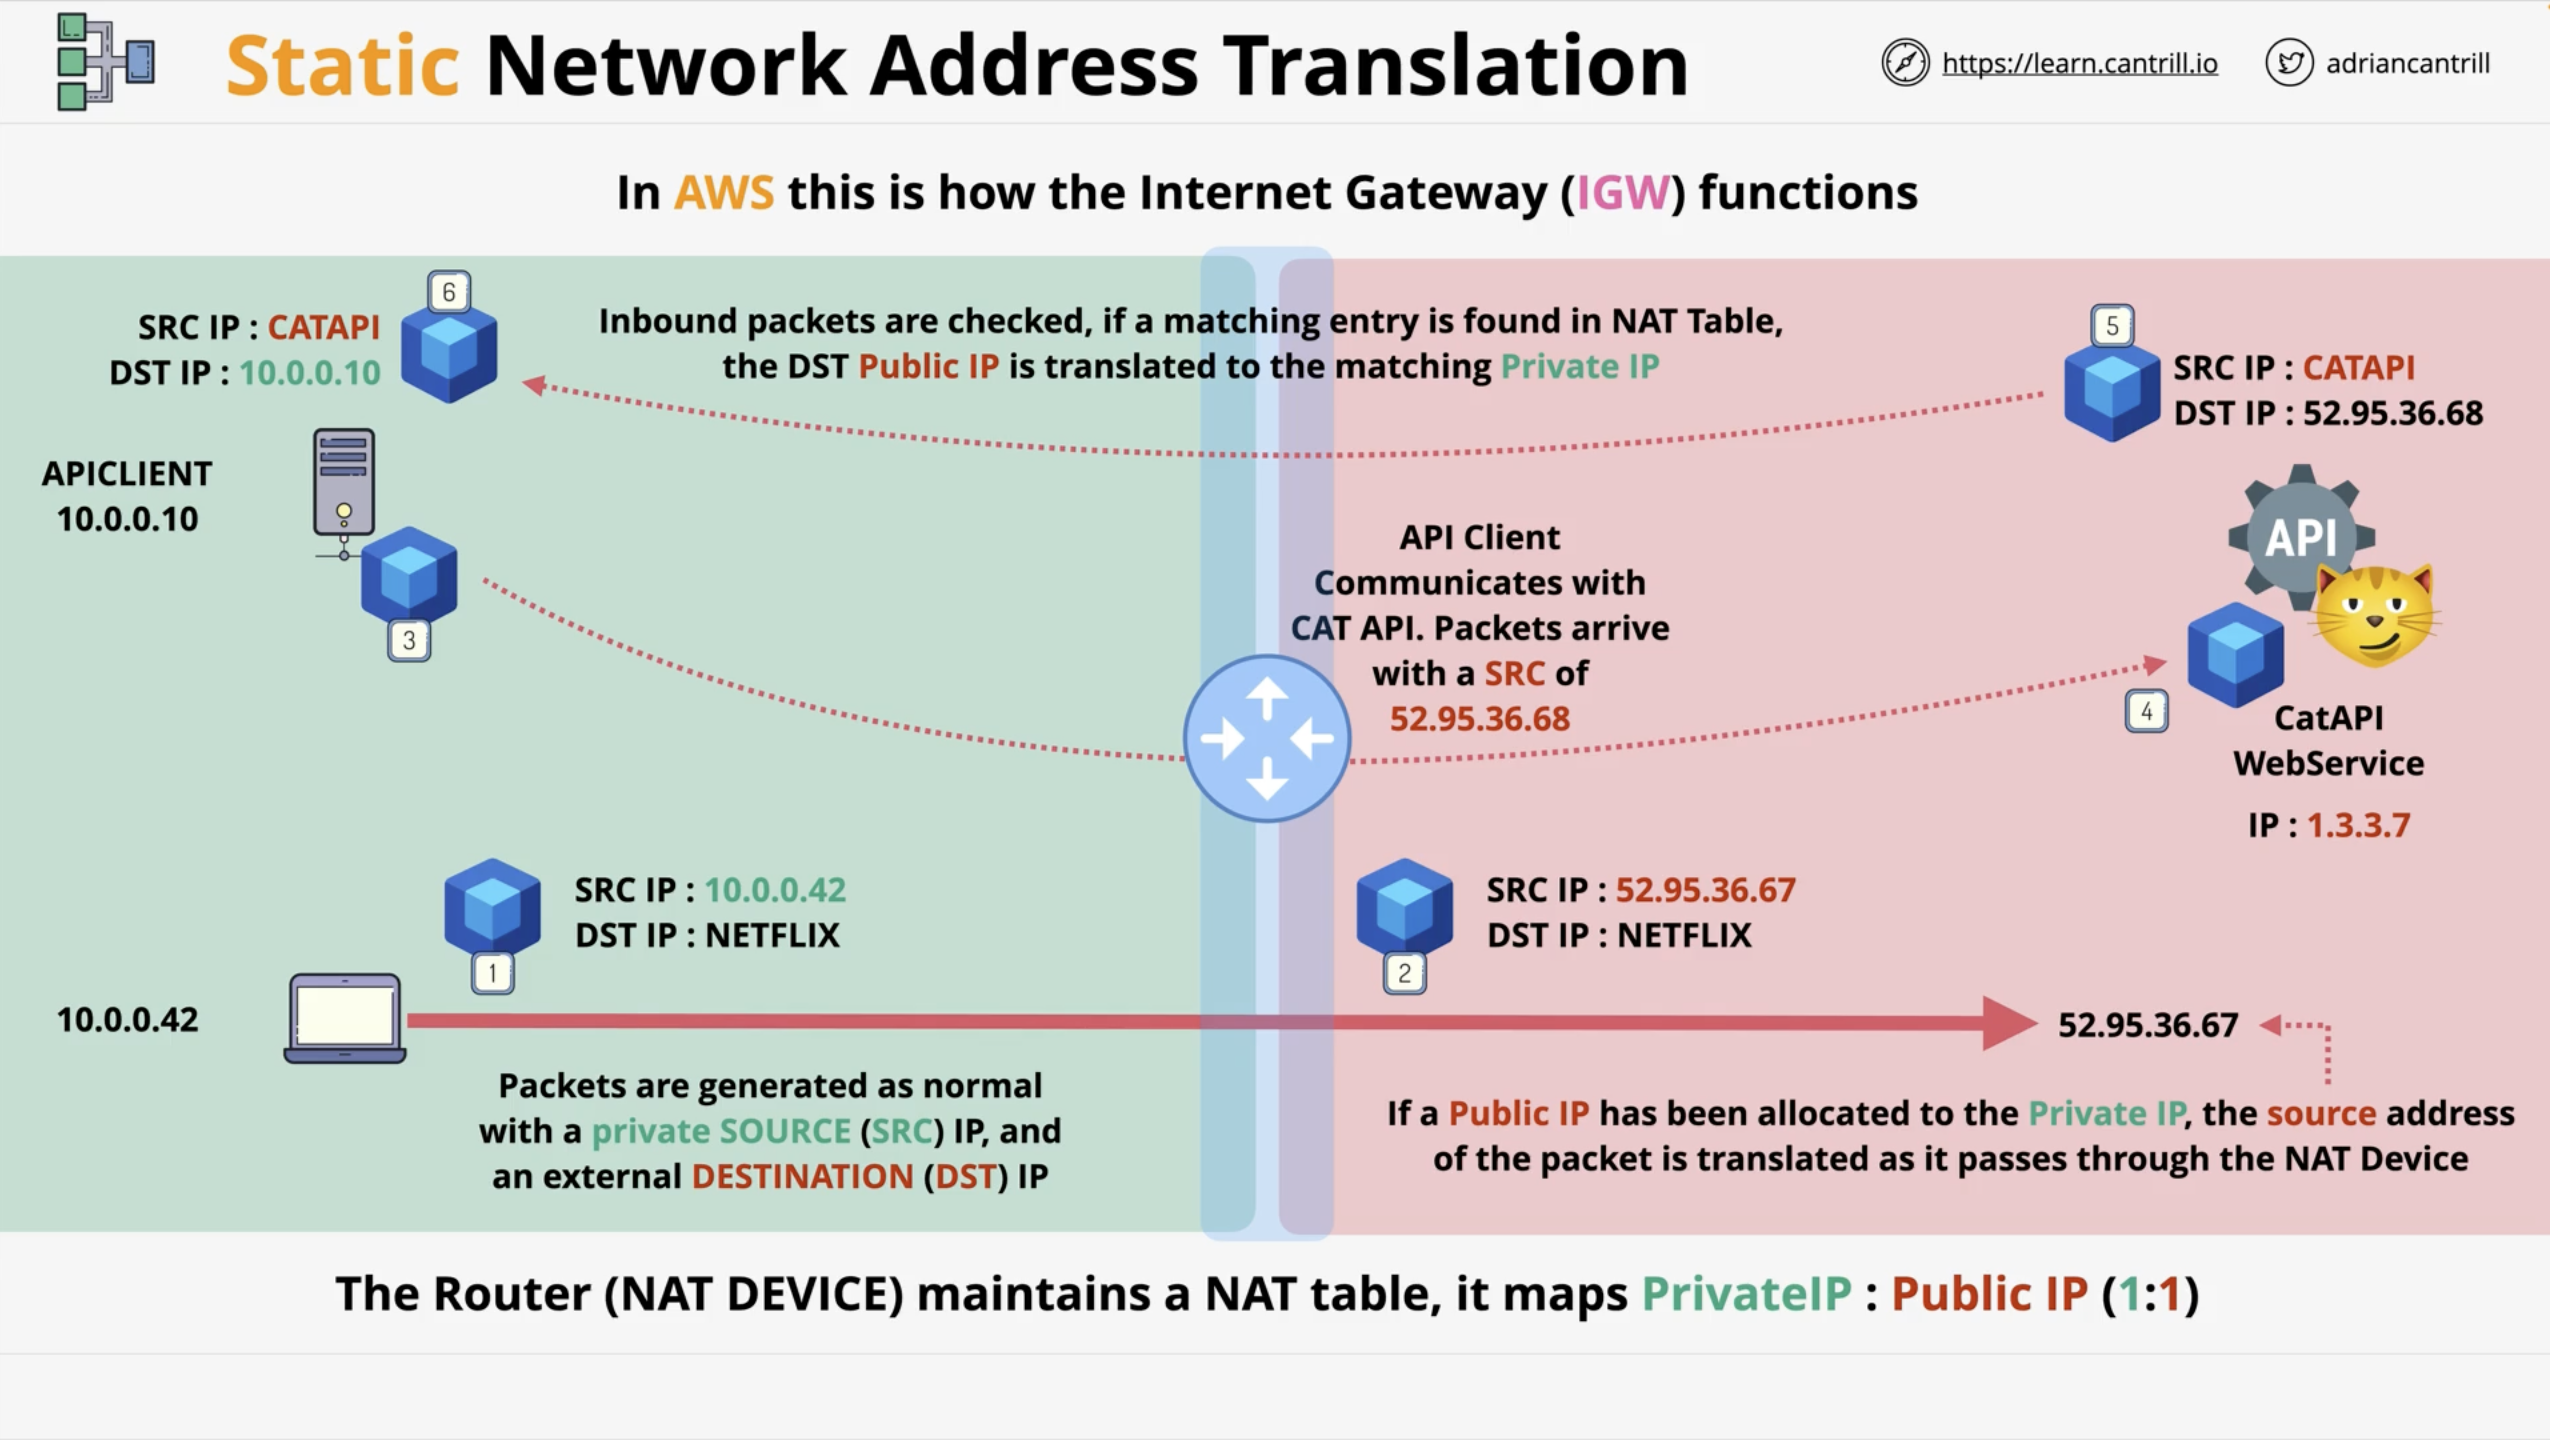 Static Network Address Translation
https://learn.cantrill.io
adriancantrill
In AWS this is how the Internet Gateway (IGW) functions
6
SRC IP : CATAPI
DST IP : 10.0.0.10
Inbound packets are checked, if a matching entry is found in NAT Table,
the DST Public IP is translated to the matching Private IP
5
SRC IP : CATAPI
DST IP : 52.95.36.68
APICLIENT
10.0.0.10
3
API Client
Communicates with
CAT API. Packets arrive
with a SRC of
52.95.36.68
API
4
CatAPI
WebService
IP : 1.3.3.7
SRC IP : 10.0.0.42
DST IP : NETFLIX
1
SRC IP : 52.95.36.67
DST IP : NETFLIX
2
10.0.0.42
52.95.36.67
Packets are generated as normal
with a private SOURCE (SRC) IP, and
an external DESTINATION (DST) IP
If a Public IP has been allocated to the Private IP, the source address
of the packet is translated as it passes through the NAT Device
The Router (NAT DEVICE) maintains a NAT table, it maps PrivateIP : Public IP (1:1)